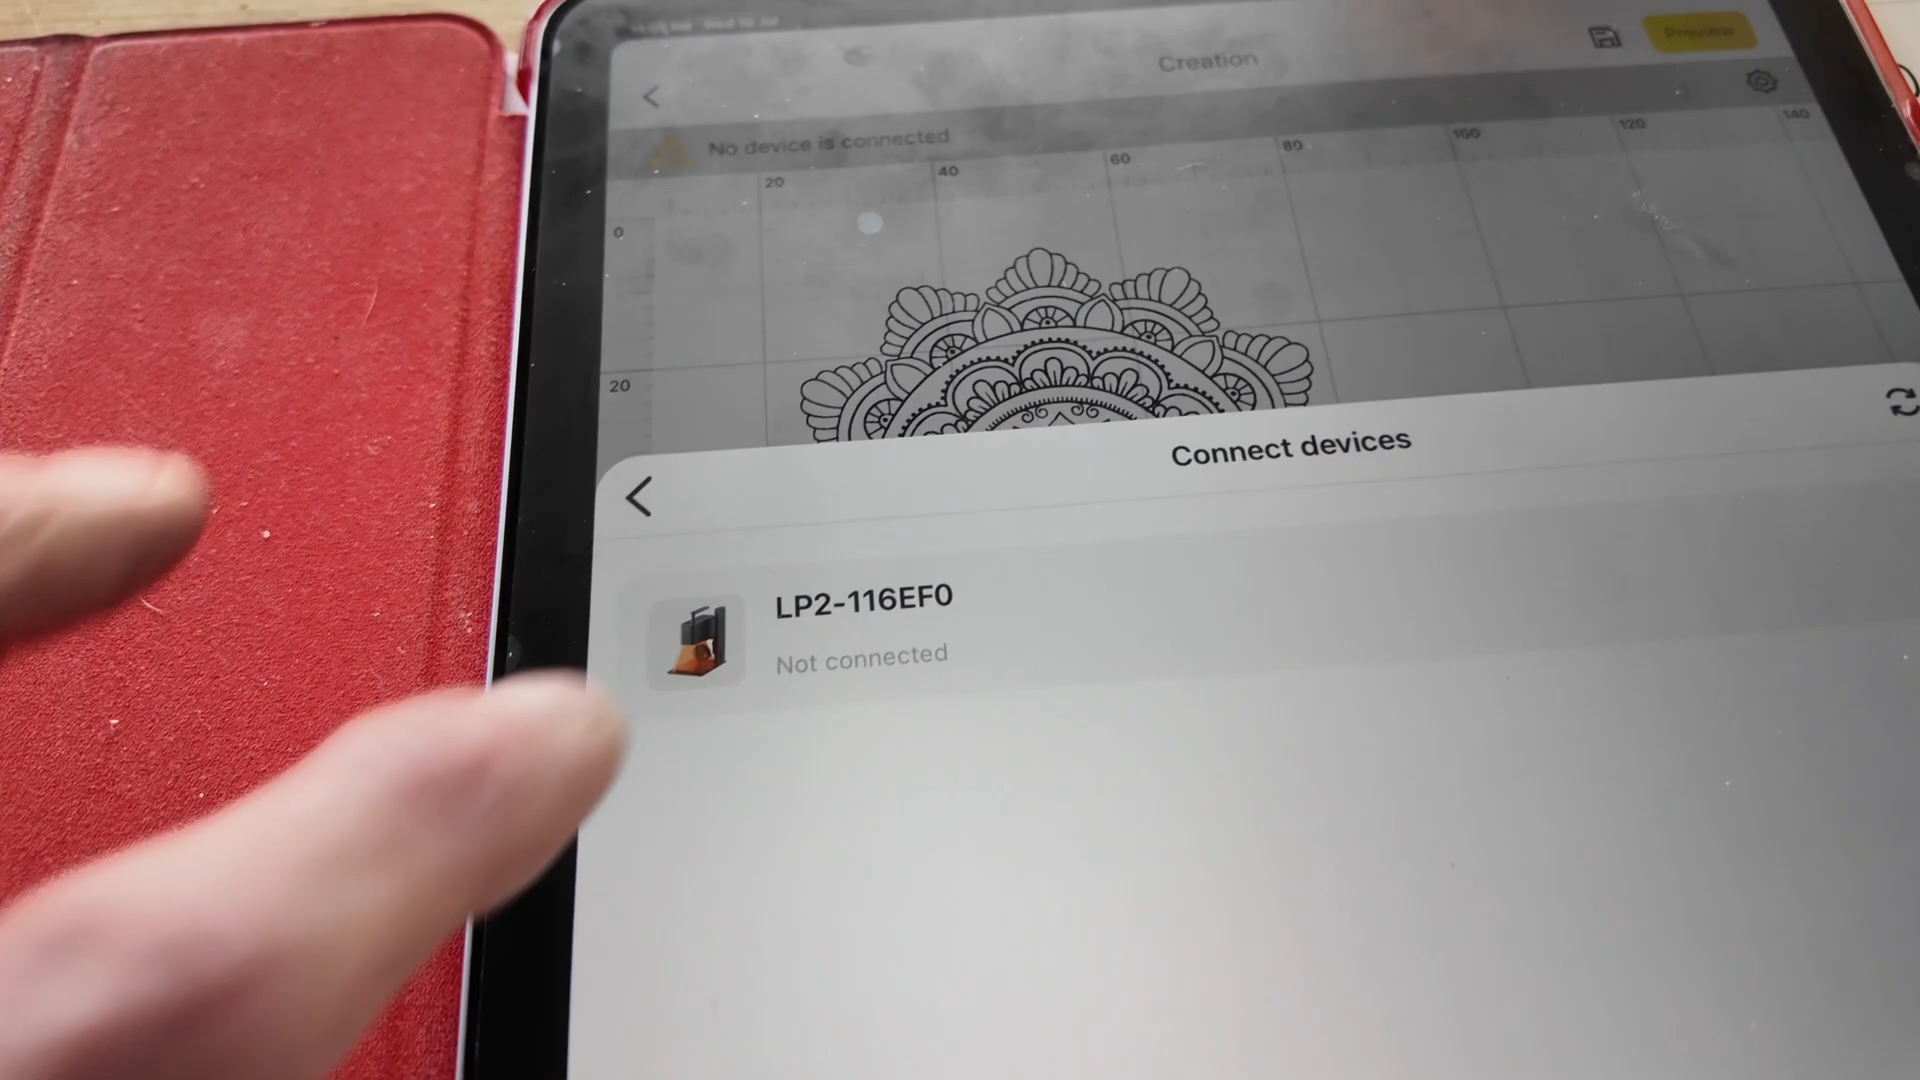 Creation
Preview
No device is connected
20 40 60 80 100 120 140
0
20
Connect devices
LP2-116EF0
Not connected